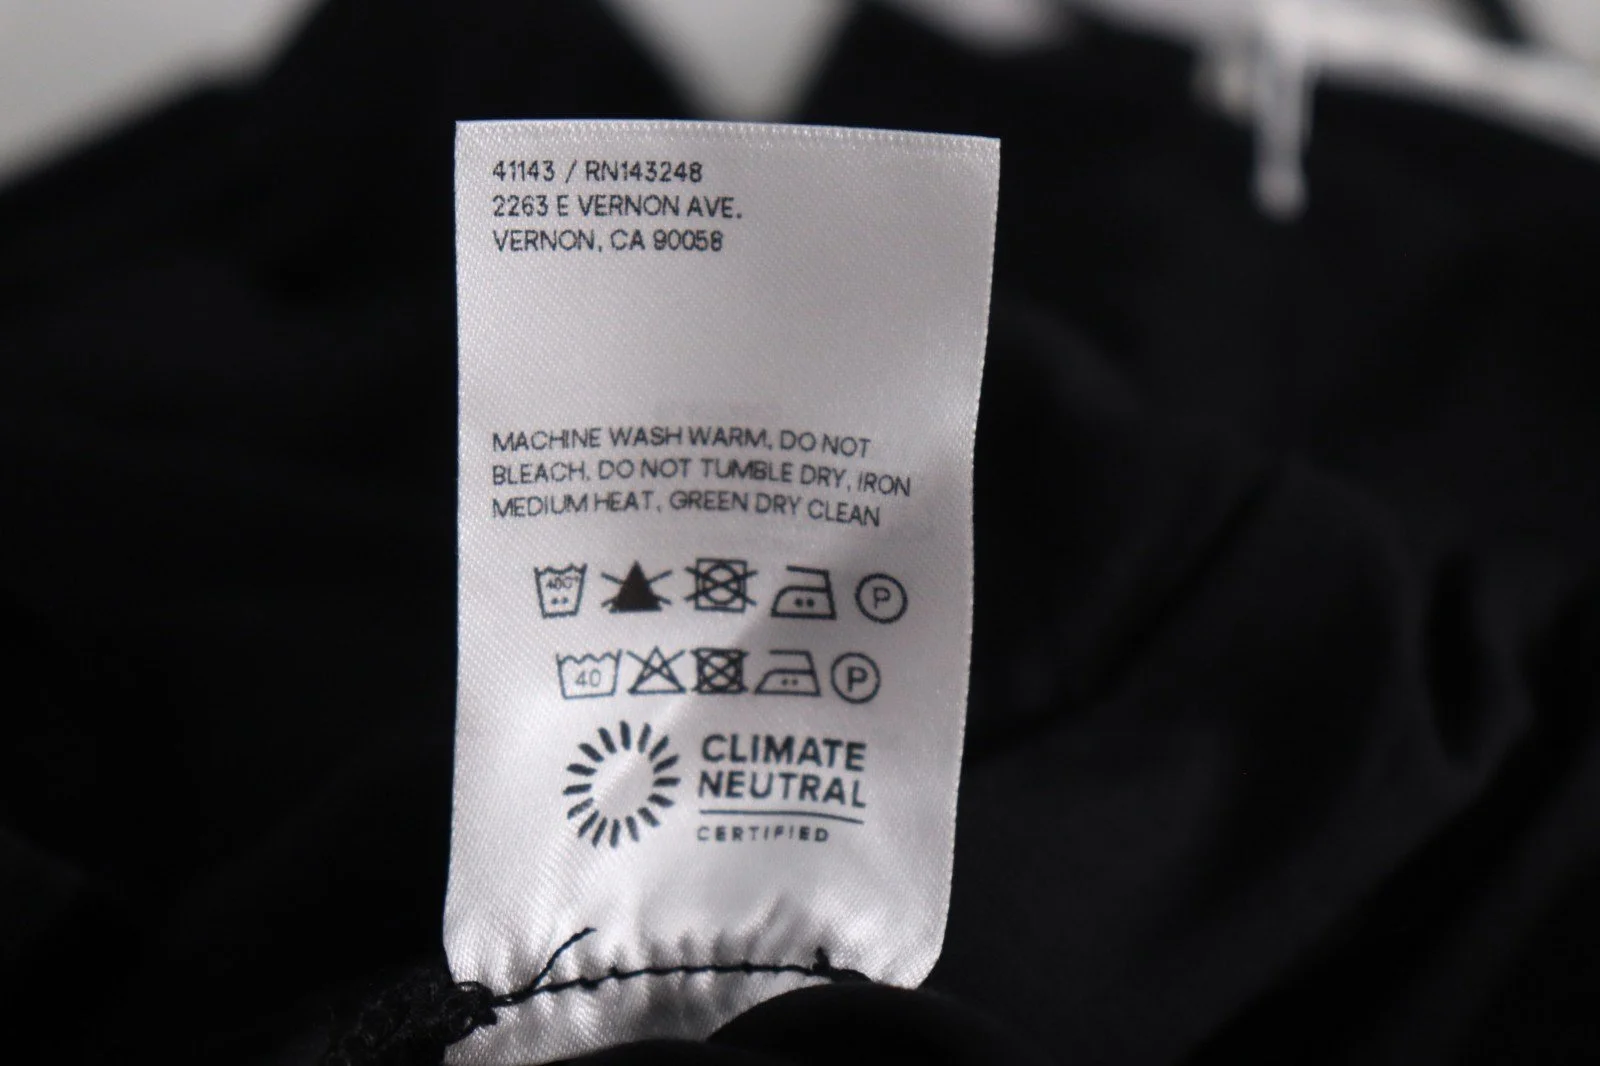 41143 / RN143248
2263 E VERNON AVE.
VERNON, CA 90058
MACHINE WASH WARM, DO NOT
BLEACH, DO NOT TUMBLE DRY, IRON
MEDIUM HEAT, GREEN DRY CLEAN
P
40 P
CLIMATE
NEUTRAL
CERTIFIED